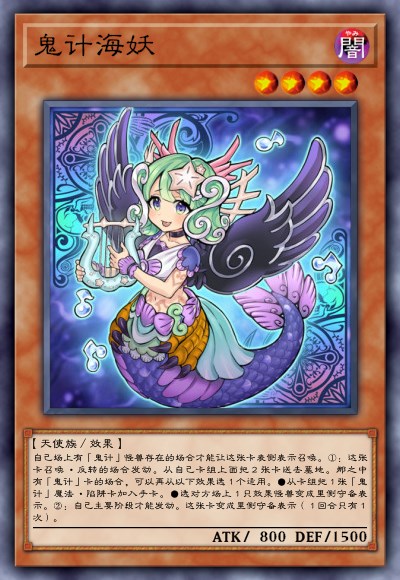 鬼计海妖
やみ
闇
【天使族/效果】
自己场上有「鬼计」怪兽存在的场合才能让这张卡表侧表示召唤。①:这张
卡召唤·反转的场合发动。从自己卡组上面把2张卡送去墓地。那之中
有「鬼计」卡的场合,可以再从以下效果选1个适用。●从卡组把1张「鬼
计」魔法·陷阱卡加入手卡。●选对方场上1只效果怪兽变成里侧守备表
示。②:自己主要阶段才能发动。这张卡变成里侧守备表示(1回合只有1
次)。
ATK/ 800 DEF/1500